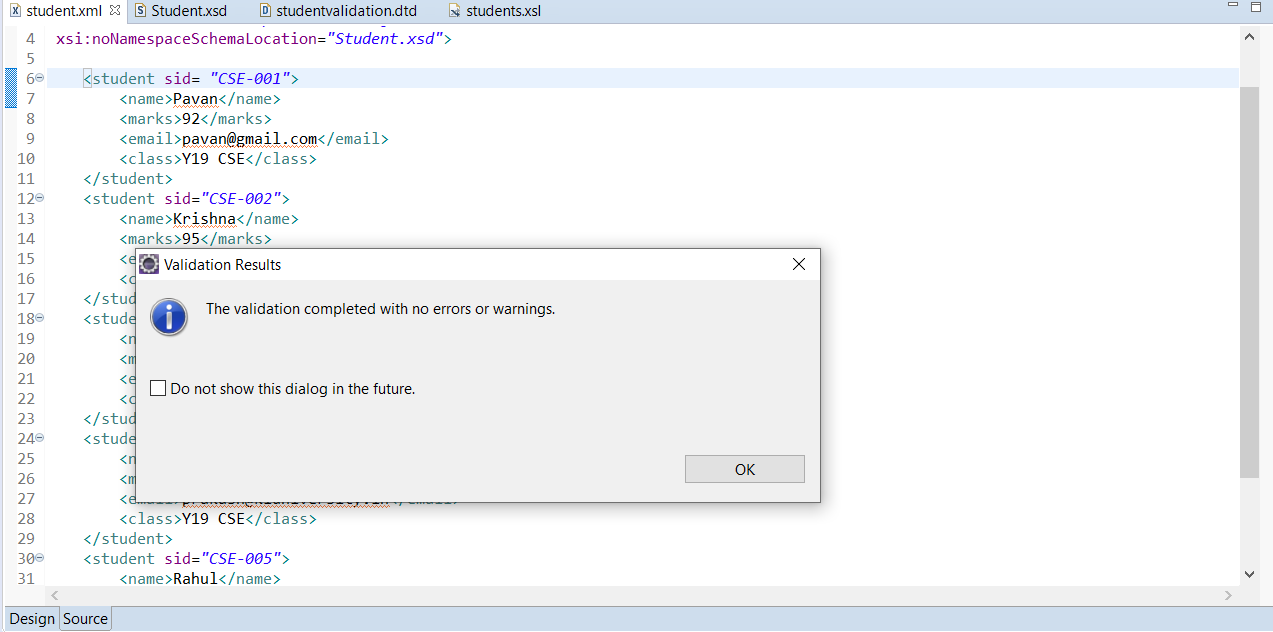 student.xml Student.xsd studentvalidation.dtd students.xsl
4 xsi:noNamespaceSchemaLocation="Student.xsd">
5
6 <student sid= "CSE-001">
7 <name>Pavan</name>
8 <marks>92</marks>
9 <email>pavan@gmail.com</email>
10 <class>Y19 CSE</class>
11 </student>
12 <student sid="CSE-002">
13 <name>Krishna</name>
14 <marks>95</marks>
15 <e
16 <c
17 </stud
18 <stude
19 <n
20 <m
21 <e
22 <c
23 </stud
24 <stude
25 <n
26 <m
27 <e
28 <class>Y19 CSE</class>
29 </student>
30 <student sid="CSE-005">
31 <name>Rahul</name>
Validation Results
The validation completed with no errors or warnings.
Do not show this dialog in the future.
OK
Design Source